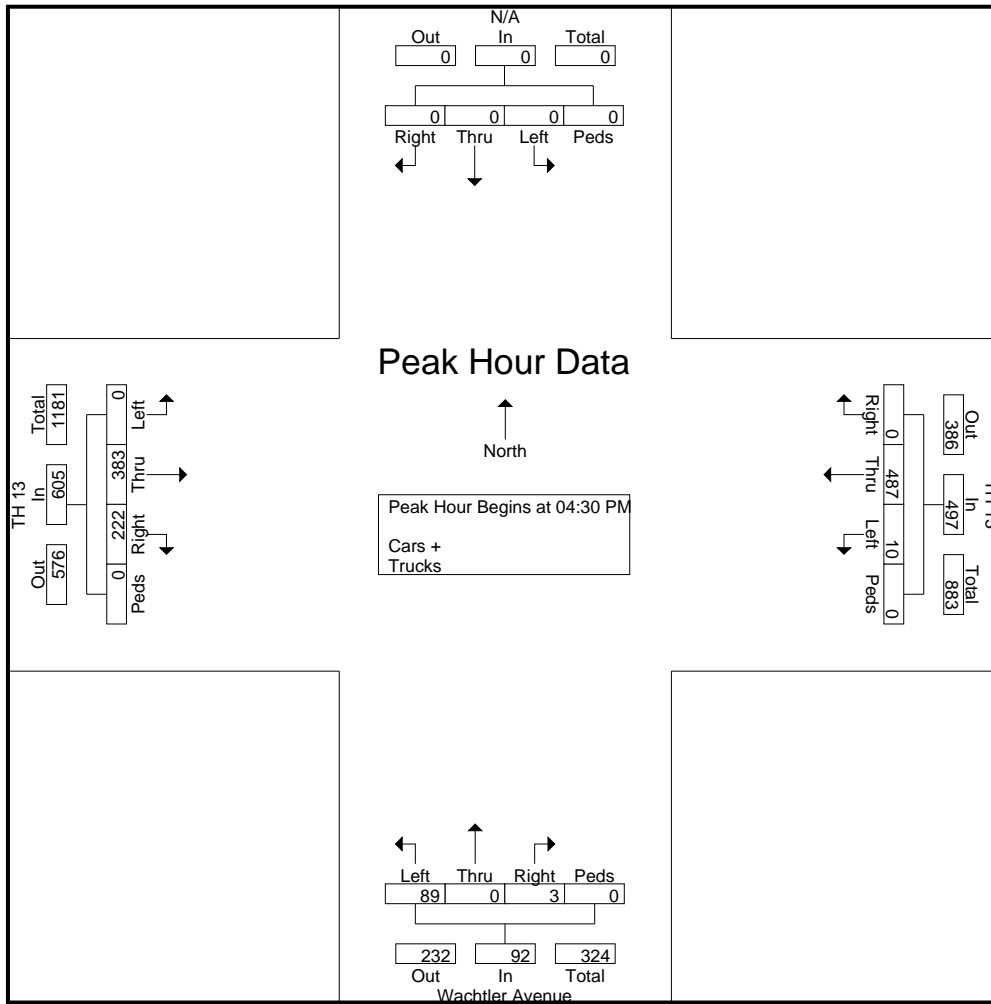 N/A
Out In Total
0 0 0
0 0 0 0
Right Thru Left Peds
Peak Hour Data
North
Peak Hour Begins at 04:30 PM
Cars +
Trucks
TH 13
Out In Total
576 605 1181
0 222 383 0
Peds Right Thru Left
Right Thru Left Peds
0 487 10 0
Out In Total
386 497 883
TH 13
Left Thru Right Peds
89 0 3 0
232 92 324
Out In Total
Wachtler Avenue